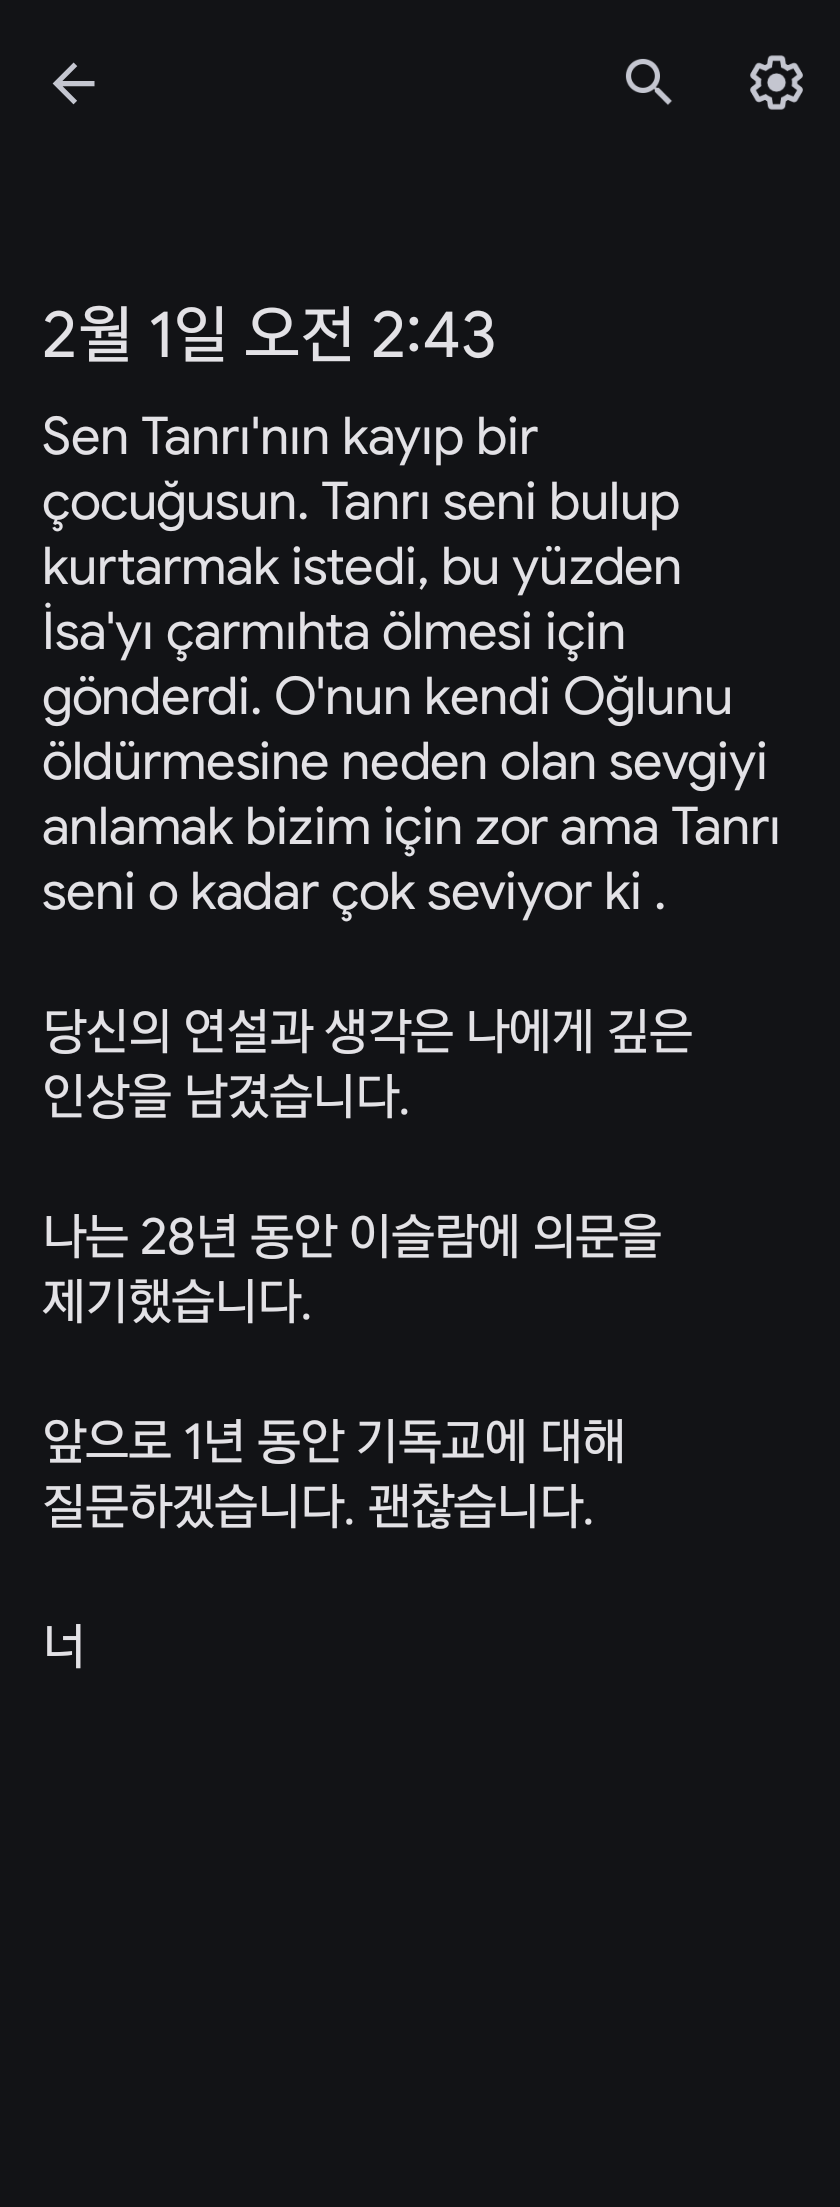 2월 1일 오전 2:43
Sen Tanrı'nın kayıp bir
çocuğusun. Tanrı seni bulup
kurtarmak istedi, bu yüzden
İsa'yı çarmıhta ölmesi için
gönderdi. O'nun kendi Oğlunu
öldürmesine neden olan sevgiyi
anlamak bizim için zor ama Tanrı
seni o kadar çok seviyor ki .
당신의 연설과 생각은 나에게 깊은
인상을 남겼습니다.
나는 28년 동안 이슬람에 의문을
제기했습니다.
앞으로 1년 동안 기독교에 대해
질문하겠습니다. 괜찮습니다.
너